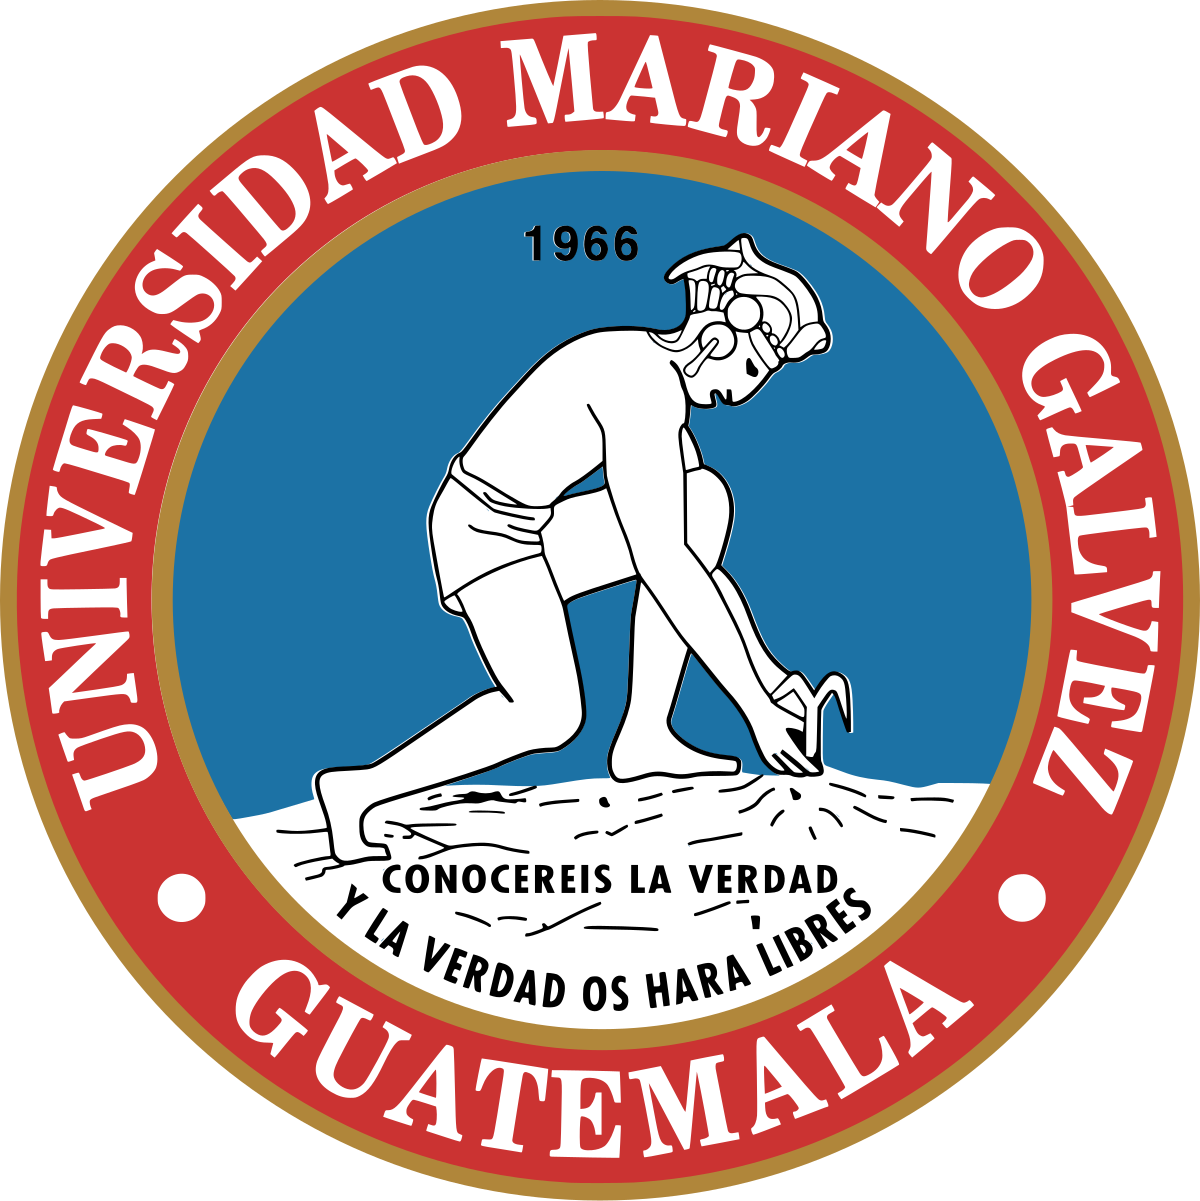 UNIVERSIDAD MARIANO GALVEZ
1966
CONOCEREIS LA VERDAD
Y LA VERDAD OS HARA LIBRES
GUATEMALA